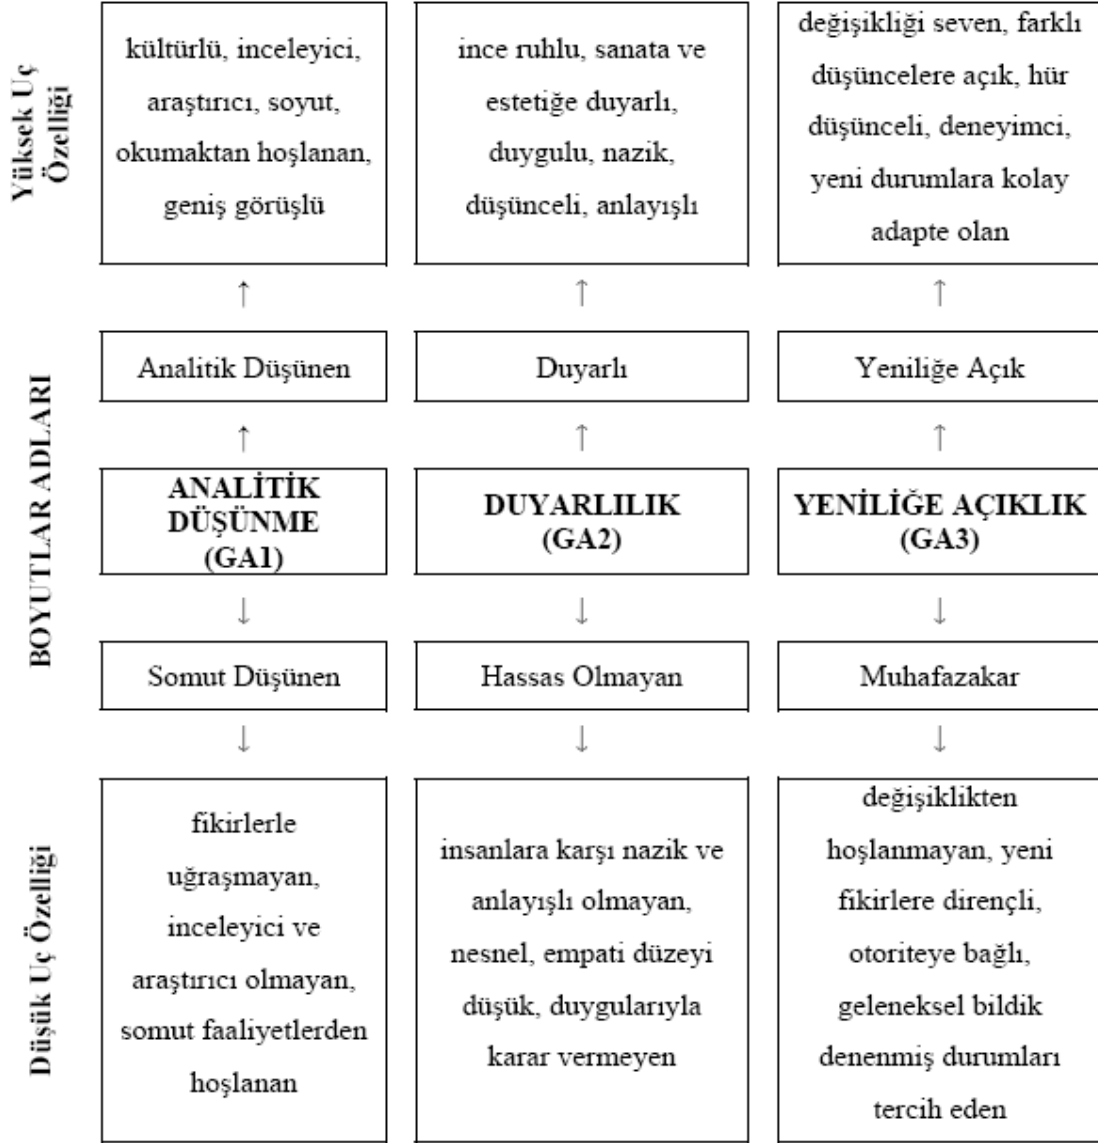 Yüksek Uç
Özelliği
kültürlü, inceleyici,
araştırıcı, soyut,
okumaktan hoşlanan,
geniş görüşlü
ince ruhlu, sanata ve
estetiğe duyarlı,
duygulu, nazik,
düşünceli, anlayışlı
değişikliği seven, farklı
düşüncelere açık, hür
düşünceli, deneyimci,
yeni durumlara kolay
adapte olan
↑
↑
↑
BOYUTLAR ADLARI
Analitik Düşünen
Duyarlı
Yeniliğe Açık
↑
↑
↑
ANALİTİK
DÜŞÜNME
(GA1)
DUYARLILIK
(GA2)
YENİLİĞE AÇIKLIK
(GA3)
↓
↓
↓
Somut Düşünen
Hassas Olmayan
Muhafazakar
↓
↓
↓
Düşük Uç Özelliği
fikirlerle
uğraşmayan,
inceleyici ve
araştırıcı olmayan,
somut faaliyetlerden
hoşlanan
insanlara karşı nazik ve
anlayışlı olmayan,
nesnel, empati düzeyi
düşük, duygularıyla
karar vermeyen
değişiklikten
hoşlanmayan, yeni
fikirlere dirençli,
otoriteye bağlı,
geleneksel bildik
denenmiş durumları
tercih eden